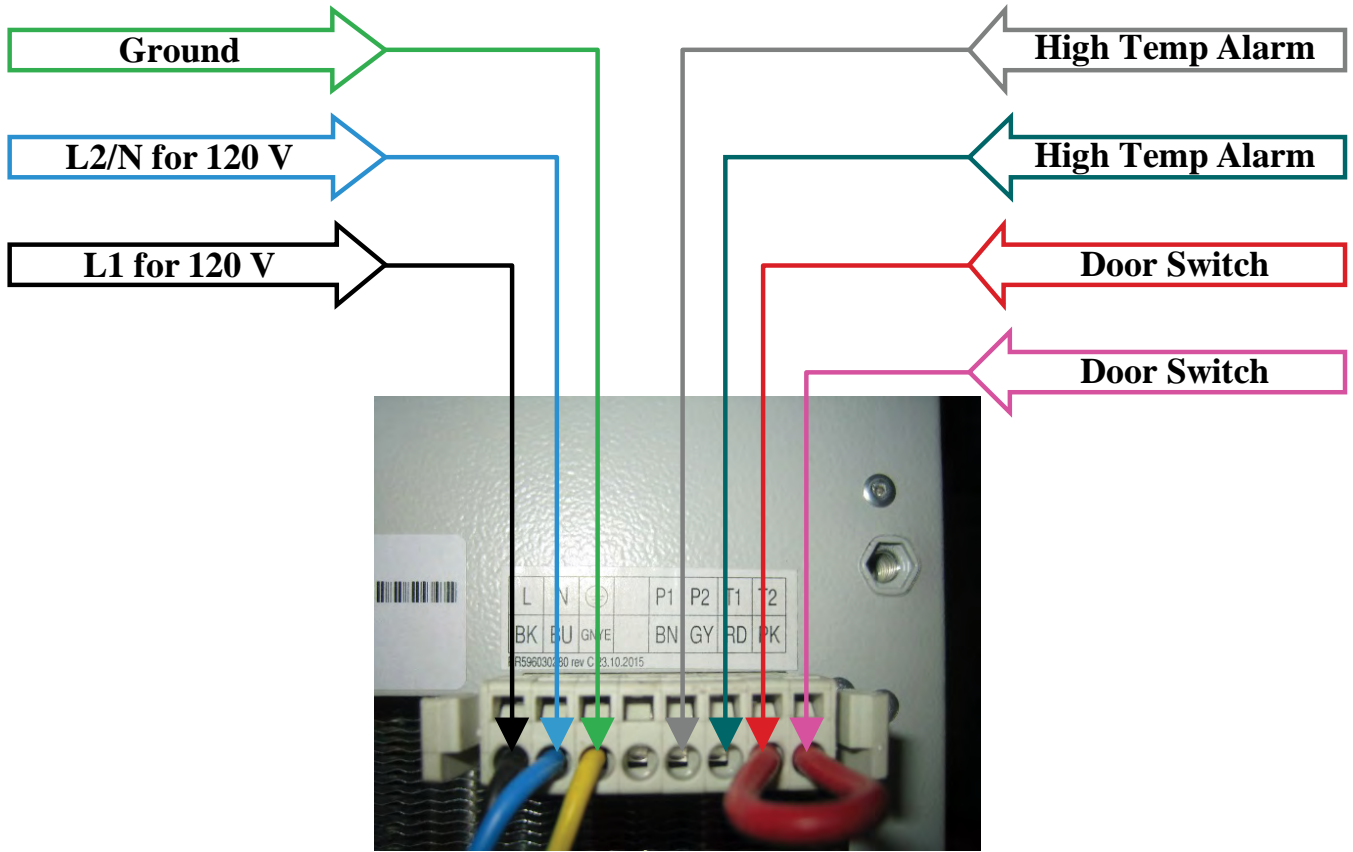 Ground
High Temp Alarm
L2/N for 120 V
High Temp Alarm
L1 for 120 V
Door Switch
Door Switch
L N P1 P2 T1 T2
BK BU GNYE BN GY RD PK
rev C 23.10.2015